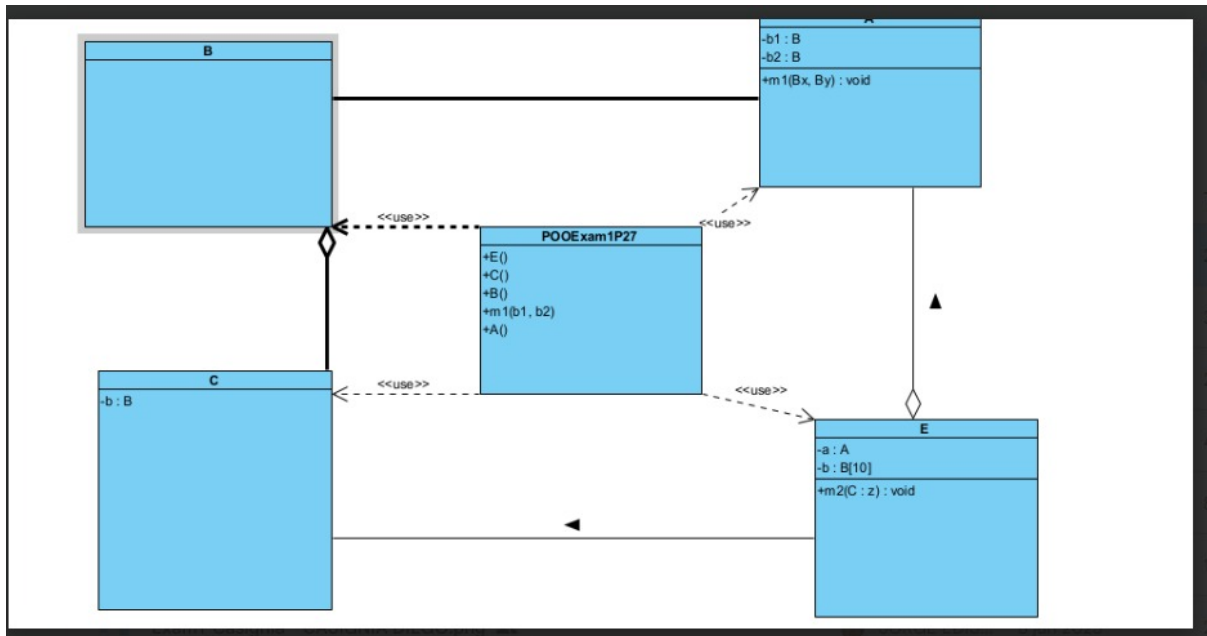 B
A
-b1 : B
-b2 : B
+m1(Bx, By) : void
<<use>>
<<use>>
POOExam1P27
+E()
+C()
+B()
+m1(b1, b2)
+A()
C
-b : B
<<use>>
<<use>>
E
-a : A
-b : B[10]
+m2(C : z) : void